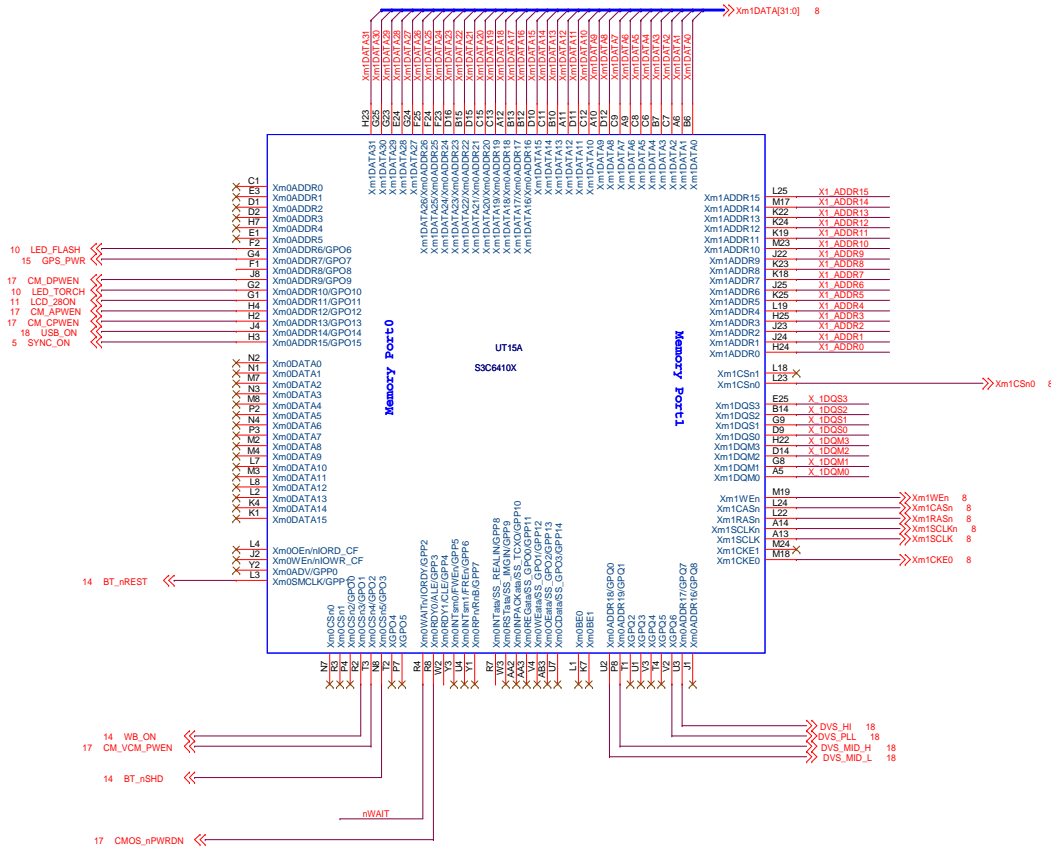 Xm1DATA[31:0] 8
Xm1DATA31
Xm1DATA30
Xm1DATA29
Xm1DATA28
Xm1DATA27
Xm1DATA26
Xm1DATA25
Xm1DATA24
Xm1DATA23
Xm1DATA22
Xm1DATA21
Xm1DATA20
Xm1DATA19
Xm1DATA18
Xm1DATA17
Xm1DATA16
Xm1DATA15
Xm1DATA14
Xm1DATA13
Xm1DATA12
Xm1DATA11
Xm1DATA10
Xm1DATA9
Xm1DATA8
Xm1DATA7
Xm1DATA6
Xm1DATA5
Xm1DATA4
Xm1DATA3
Xm1DATA2
Xm1DATA1
Xm1DATA0
H23 G25 G23 E24 G24 F25 F24 F23 D16 B15 D15 C15 C13 A12 B13 B12 D10 C11 B10 A11 D11 C12 A10 D12 C9 A9 C8 C6 B7 C7 A6 B6
Xm1DATA31
Xm1DATA30
Xm1DATA29
Xm1DATA28
Xm1DATA27
Xm1DATA26/Xm0ADDR26
Xm1DATA25/Xm0ADDR25
Xm1DATA24/Xm0ADDR24
Xm1DATA23/Xm0ADDR23
Xm1DATA22/Xm0ADDR22
Xm1DATA21/Xm0ADDR21
Xm1DATA20/Xm0ADDR20
Xm1DATA19/Xm0ADDR19
Xm1DATA18/Xm0ADDR18
Xm1DATA17/Xm0ADDR17
Xm1DATA16/Xm0ADDR16
Xm1DATA15
Xm1DATA14
Xm1DATA13
Xm1DATA12
Xm1DATA11
Xm1DATA10
Xm1DATA9
Xm1DATA8
Xm1DATA7
Xm1DATA6
Xm1DATA5
Xm1DATA4
Xm1DATA3
Xm1DATA2
Xm1DATA1
Xm1DATA0
C1 Xm0ADDR0
E3 Xm0ADDR1
D1 Xm0ADDR2
D2 Xm0ADDR3
H7 Xm0ADDR4
E1 Xm0ADDR5
10 LED_FLASH F2 Xm0ADDR6/GPO6
15 GPS_PWR G4 Xm0ADDR7/GPO7
F1 Xm0ADDR8/GPO8
17 CM_DPWEN J8 Xm0ADDR9/GPO9
10 LED_TORCH G2 Xm0ADDR10/GPO10
11 LCD_28ON G1 Xm0ADDR11/GPO11
17 CM_APWEN H4 Xm0ADDR12/GPO12
17 CM_CPWEN H2 Xm0ADDR13/GPO13
18 USB_ON J4 Xm0ADDR14/GPO14
5 SYNC_ON H3 Xm0ADDR15/GPO15
N2 Xm0DATA0
N1 Xm0DATA1
M7 Xm0DATA2
N3 Xm0DATA3
M8 Xm0DATA4
P2 Xm0DATA5
N4 Xm0DATA6
P3 Xm0DATA7
M2 Xm0DATA8
M4 Xm0DATA9
L7 Xm0DATA10
M3 Xm0DATA11
L8 Xm0DATA12
L2 Xm0DATA13
K4 Xm0DATA14
K1 Xm0DATA15
L4 Xm0OEn/nIORD_CF
J2 Xm0WEn/nIOWR_CF
Y2 Xm0ADV/GPP0
14 BT_nREST L3 Xm0SMCLK/GPP1
Memory Port0
UT15A
S3C6410X
Memory Port1
Xm1ADDR15 L25 X1_ADDR15
Xm1ADDR14 M17 X1_ADDR14
Xm1ADDR13 K22 X1_ADDR13
Xm1ADDR12 K24 X1_ADDR12
Xm1ADDR11 K19 X1_ADDR11
Xm1ADDR10 M23 X1_ADDR10
Xm1ADDR9 J22 X1_ADDR9
Xm1ADDR8 K23 X1_ADDR8
Xm1ADDR7 K18 X1_ADDR7
Xm1ADDR6 J25 X1_ADDR6
Xm1ADDR5 K25 X1_ADDR5
Xm1ADDR4 L19 X1_ADDR4
Xm1ADDR3 H25 X1_ADDR3
Xm1ADDR2 J23 X1_ADDR2
Xm1ADDR1 J24 X1_ADDR1
Xm1ADDR0 H24 X1_ADDR0
Xm1CSn1 L18
Xm1CSn0 L23 Xm1CSn0 8
Xm1DQS3 E25 X_1DQS3
Xm1DQS2 B14 X_1DQS2
Xm1DQS1 G9 X_1DQS1
Xm1DQS0 D9 X_1DQS0
Xm1DQM3 H22 X_1DQM3
Xm1DQM2 D14 X_1DQM2
Xm1DQM1 G8 X_1DQM1
Xm1DQM0 A5 X_1DQM0
Xm1WEn M19 Xm1WEn 8
Xm1CASn L24 Xm1CASn 8
Xm1RASn L22 Xm1RASn 8
Xm1SCLKn A14 Xm1SCLKn 8
Xm1SCLK A13 Xm1SCLK 8
Xm1CKE1 M24
Xm1CKE0 M18 Xm1CKE0 8
Xm0CSn0
Xm0CSn1
Xm0CSn2/GPO0
Xm0CSn3/GPO1
Xm0CSn4/GPO2
Xm0CSn5/GPO3
XGPO4
XGPO5
Xm0WAITn/IORDY/GPP2
Xm0RDY0/ALE/GPP3
Xm0RDY1/CLE/GPP4
Xm0INTsm0/FWEn/GPP5
Xm0INTsm1/FREn/GPP6
Xm0RPn/RnB/GPP7
Xm0INTata/SS_REALIN/GPP8
Xm0RSTata/SS_IMGIN/GPP9
Xm0INPACKata/SS_TCXO/GPP10
Xm0REGata/SS_GPO0/GPP11
Xm0WEata/SS_GPO1/GPP12
Xm0OEata/SS_GPO2/GPP13
Xm0CData/SS_GPO3/GPP14
Xm0BE0
Xm0BE1
Xm0ADDR18/GPQ0
Xm0ADDR19/GPQ1
XGPQ2
XGPQ3
XGPQ4
XGPQ5
XGPQ6
Xm0ADDR17/GPQ7
Xm0ADDR16/GPQ8
N7 R3 P4 R2 T3 N8 T2 P7 R4 R8 W2 Y3 U4 Y1 R7 W3 AA2 AA3 V4 AB3 U7 L1 K7 U2 P8 T1 U1 V3 T4 V2 U3 J1
14 WB_ON
17 CM_VCM_PWEN
14 BT_nSHD
nWAIT
17 CMOS_nPWRDN
DVS_HI 18
DVS_PLL 18
DVS_MID_H 18
DVS_MID_L 18